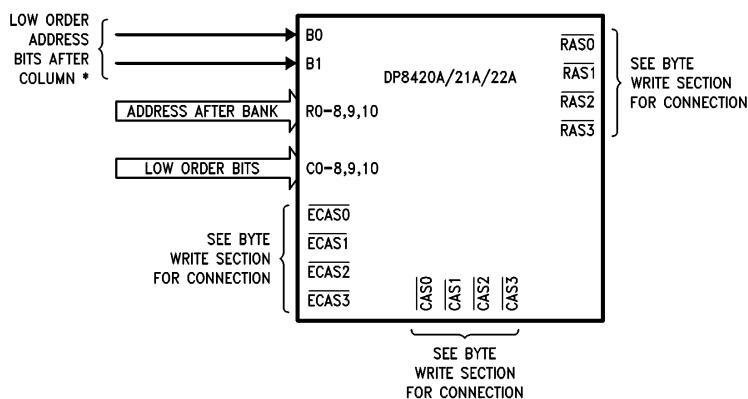 LOW ORDER
ADDRESS
BITS AFTER
COLUMN *
B0
B1
DP8420A/21A/22A
ADDRESS AFTER BANK
R0-8,9,10
LOW ORDER BITS
C0-8,9,10
RAS0
RAS1
RAS2
RAS3
SEE BYTE
WRITE SECTION
FOR CONNECTION
SEE BYTE
WRITE SECTION
FOR CONNECTION
ECAS0
ECAS1
ECAS2
ECAS3
CAS0
CAS1
CAS2
CAS3
SEE BYTE
WRITE SECTION
FOR CONNECTION